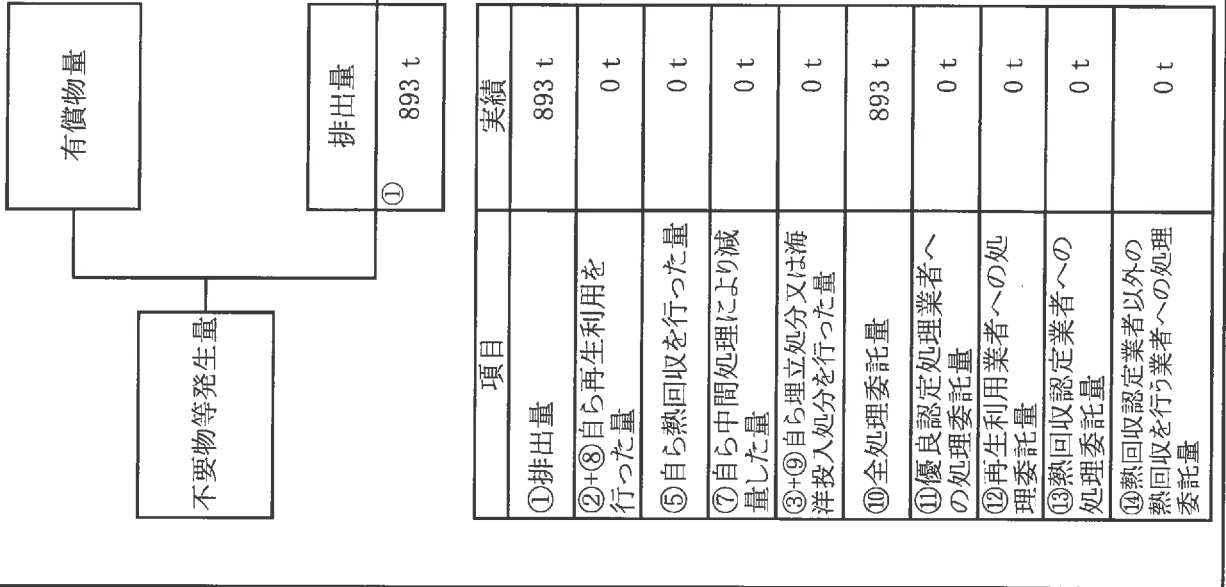 有償物量
不要物等発生量
排出量
①
893 t
項目
実績
①排出量
893 t
②+⑧自ら再生利用を
行った量
0 t
⑤自ら熱回収を行った量
0 t
⑦自ら中間処理により減
量した量
0 t
③+⑨自ら埋立処分又は海
洋投入処分を行った量
0 t
⑩全処理委託量
893 t
⑪優良認定処理業者へ
の処理委託量
0 t
⑫再生利用業者への処
理委託量
0 t
⑬熱回収認定業者への
処理委託量
0 t
⑭熱回収認定業者以外の
熱回収を行う業者への処理
委託量
0 t